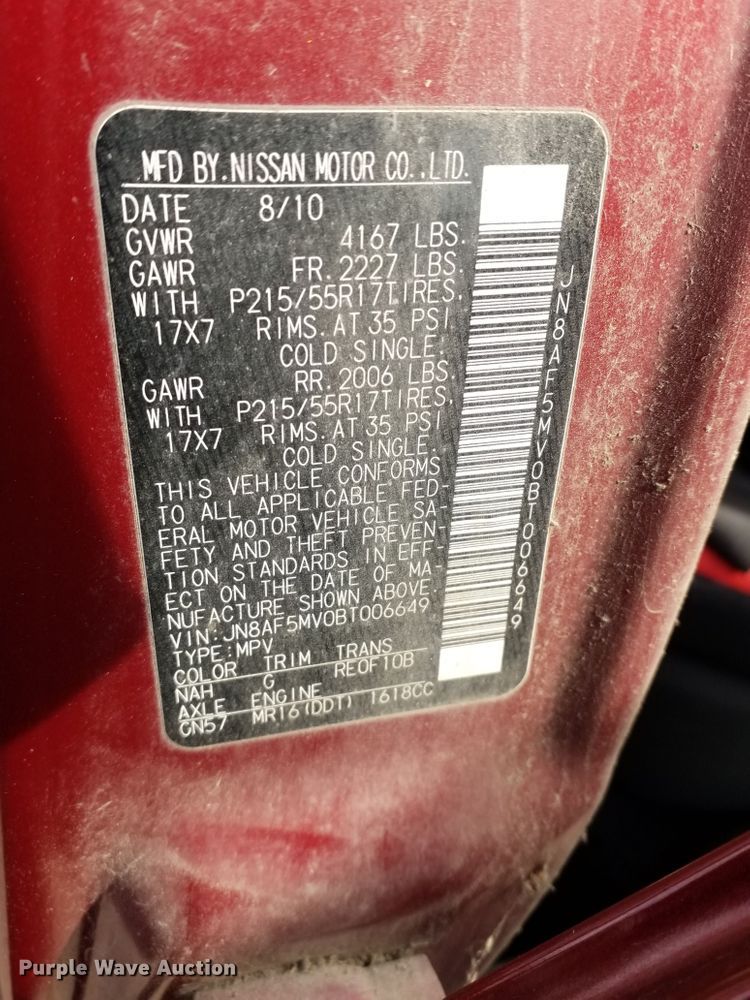 MFD BY.NISSAN MOTOR CO.,LTD.
DATE 8/10
GVWR 4167 LBS.
GAWR FR.2227 LBS.
WITH P215/55R17TIRES,
17X7 RIMS.AT 35 PSI
COLD SINGLE.
GAWR RR.2006 LBS
WITH P215/55R17TIRES,
17X7 RIMS.AT 35 PSI
COLD SINGLE.
THIS VEHICLE CONFORMS
TO ALL APPLICABLE FED-
ERAL MOTOR VEHICLE SA-
FETY AND THEFT PREVEN-
TION STANDARDS IN EFF-
ECT ON THE DATE OF MA-
NUFACTURE SHOWN ABOVE.
VIN:JN8AF5MV0BT006649
TYPE:MPV
COLOR TRIM TRANS
NAH G RE0F10B
AXLE ENGINE
CN57 MR16(DDT) 1618CC
JN8AF5MV0BT006649
Purple Wave Auction